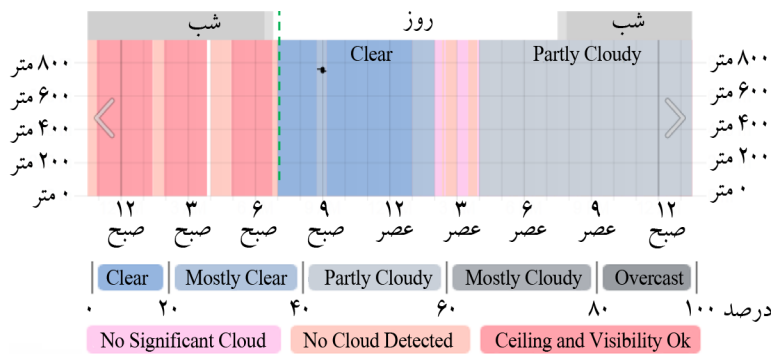 شب روز شب
Clear Partly Cloudy
۸۰۰ متر ۸۰۰ متر
۶۰۰ متر ۶۰۰ متر
۴۰۰ متر ۴۰۰ متر
۲۰۰ متر ۲۰۰ متر
۰ متر ۰ متر
۱۲ ۳ ۶ ۹ ۱۲ ۳ ۶ ۹ ۱۲
صبح صبح صبح صبح عصر عصر عصر عصر صبح
Clear Mostly Clear Partly Cloudy Mostly Cloudy Overcast
۰ ۲۰ ۴۰ ۶۰ ۸۰ ۱۰۰ درصد
No Significant Cloud No Cloud Detected Ceiling and Visibility Ok